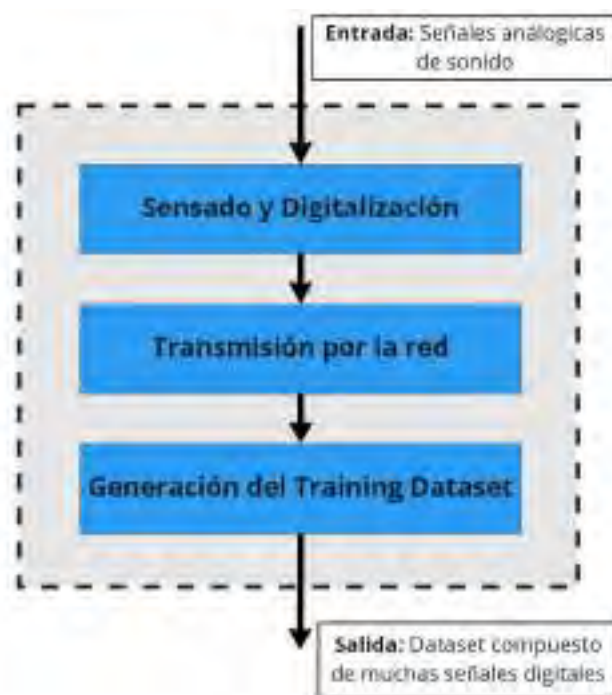 Entrada: Señales análogicas
de sonido
Sensado y Digitalización
Transmisión por la red
Generación del Training Dataset
Salida: Dataset compuesto
de muchas señales digitales